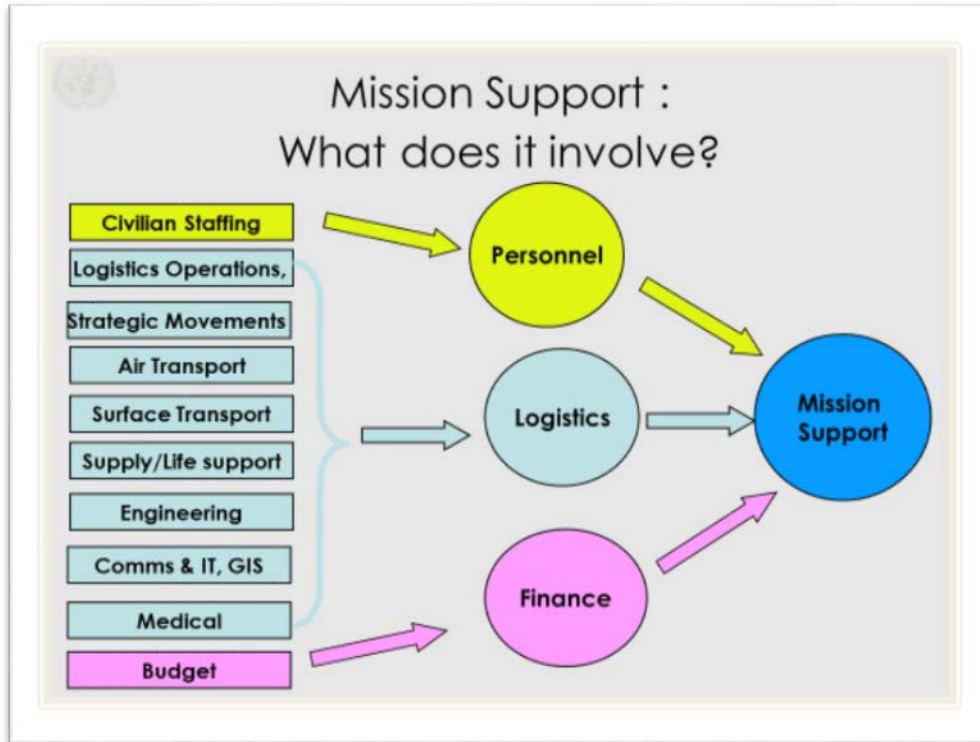 Mission Support :
What does it involve?
Civilian Staffing
Logistics Operations,
Strategic Movements
Air Transport
Surface Transport
Supply/Life support
Engineering
Comms & IT, GIS
Medical
Budget
Personnel
Logistics
Finance
Mission
Support